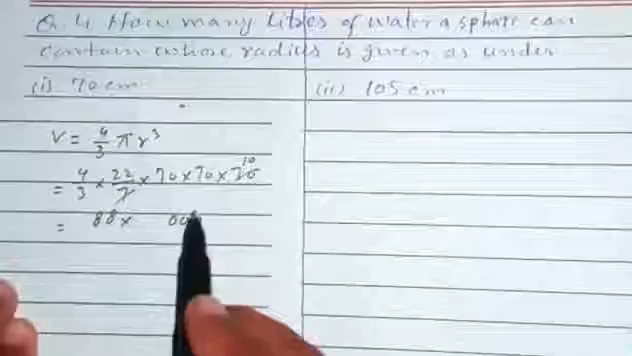 Q.4 How many litres of water a sphere can
contain whose radius is given as under
(i) 70 cm
(ii) 105 cm
V = 4/3 π r³
= 4/3 × 22/7 × 70 × 70 × 70 10
= 88 × 00